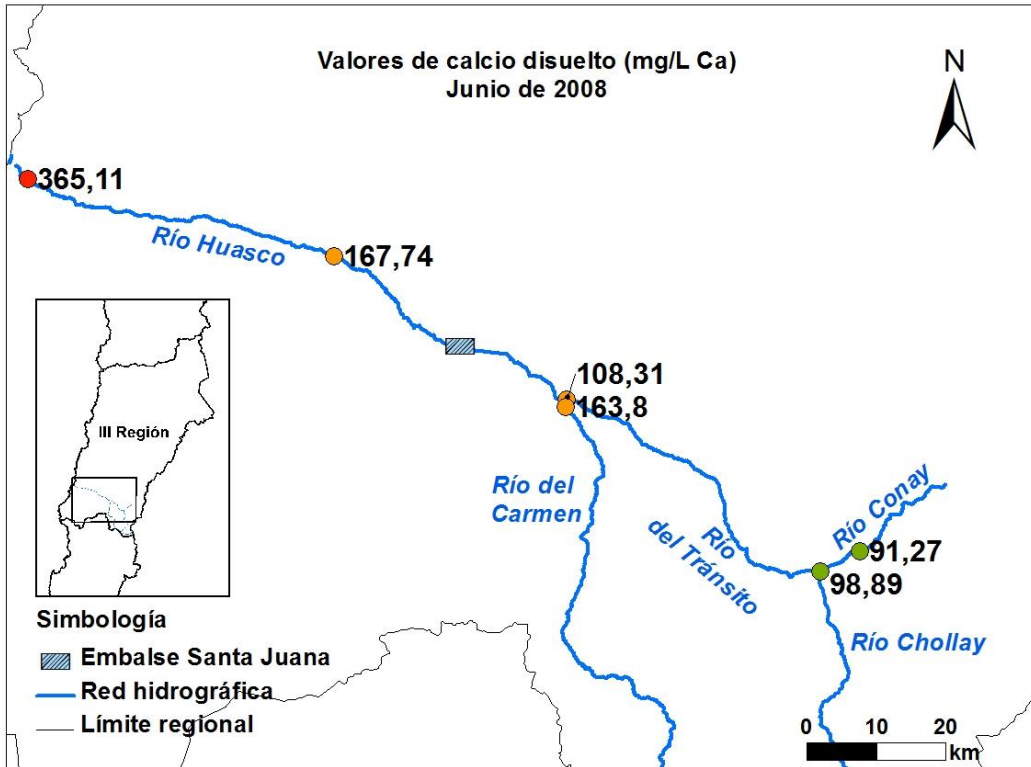 Valores de calcio disuelto (mg/L Ca)
Junio de 2008
N
365,11
Río Huasco
167,74
108,31
163,8
III Región
Río del
Carmen
Río
del Tránsito
Río Conay
91,27
98,89
Río Chollay
Simbología
Embalse Santa Juana
Red hidrográfica
Límite regional
0 10 20
km